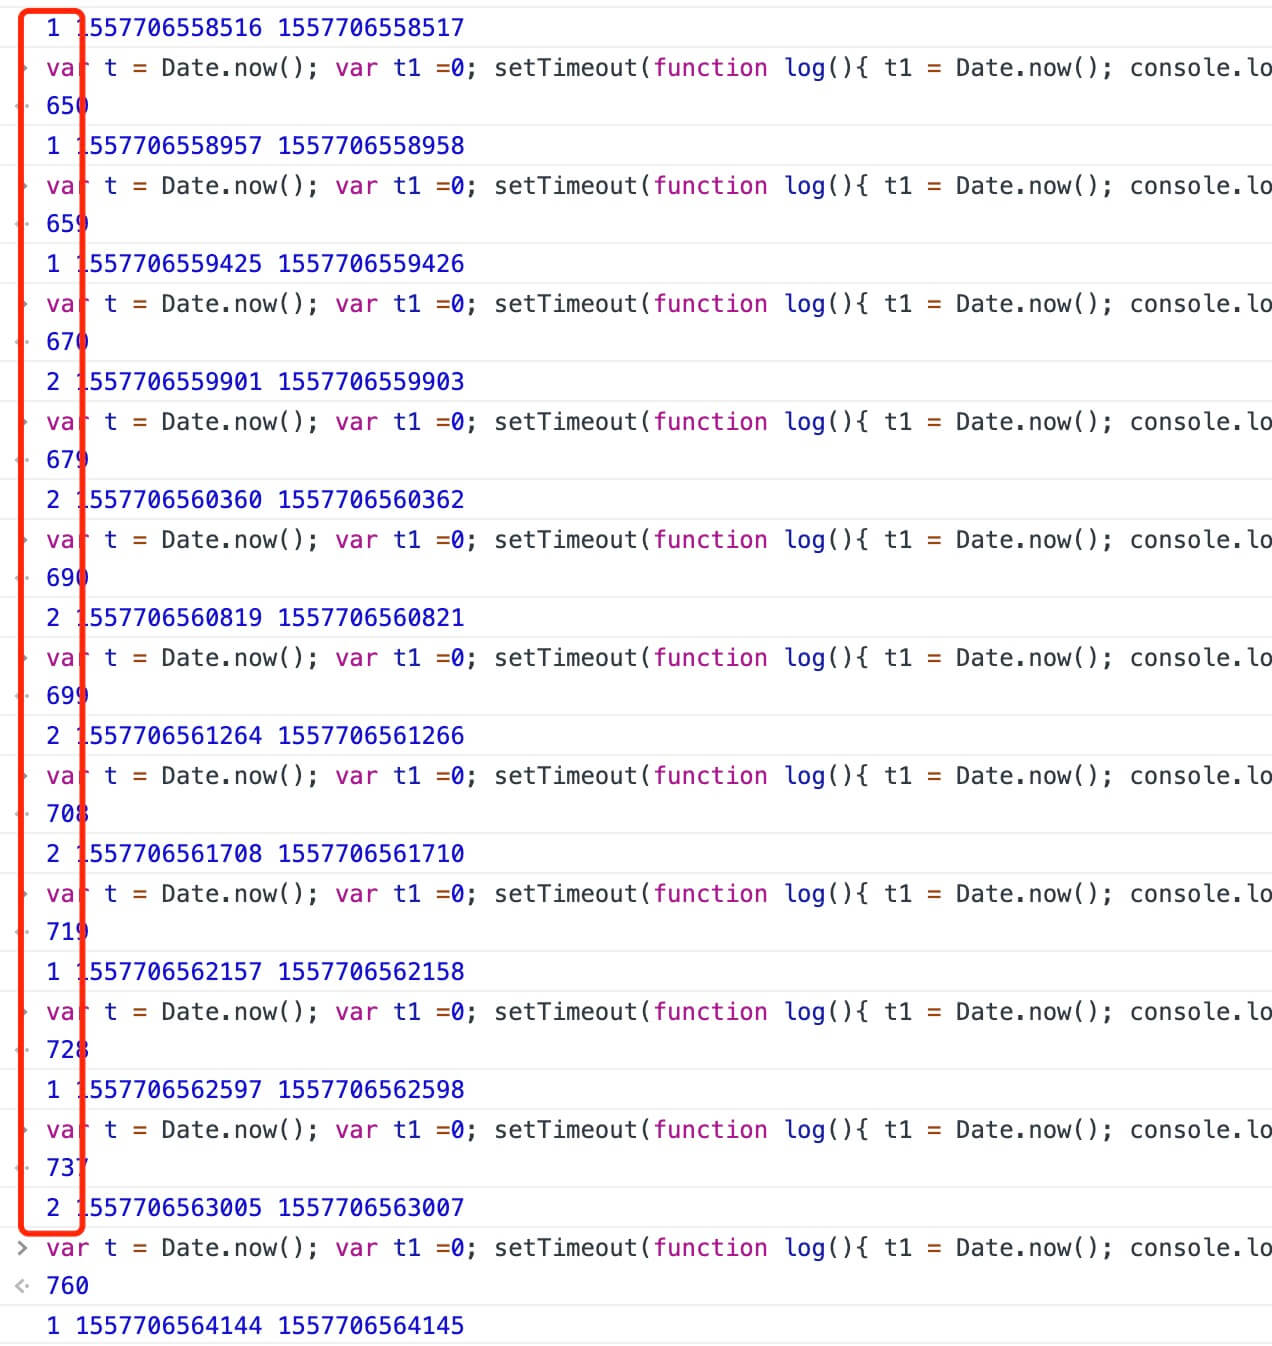 1 1557706558516 1557706558517
var t = Date.now(); var t1 =0; setTimeout(function log(){ t1 = Date.now(); console.lo
650
1 1557706558957 1557706558958
var t = Date.now(); var t1 =0; setTimeout(function log(){ t1 = Date.now(); console.lo
659
1 1557706559425 1557706559426
var t = Date.now(); var t1 =0; setTimeout(function log(){ t1 = Date.now(); console.lo
670
2 1557706559901 1557706559903
var t = Date.now(); var t1 =0; setTimeout(function log(){ t1 = Date.now(); console.lo
679
2 1557706560360 1557706560362
var t = Date.now(); var t1 =0; setTimeout(function log(){ t1 = Date.now(); console.lo
690
2 1557706560819 1557706560821
var t = Date.now(); var t1 =0; setTimeout(function log(){ t1 = Date.now(); console.lo
699
2 1557706561264 1557706561266
var t = Date.now(); var t1 =0; setTimeout(function log(){ t1 = Date.now(); console.lo
708
2 1557706561708 1557706561710
var t = Date.now(); var t1 =0; setTimeout(function log(){ t1 = Date.now(); console.lo
719
1 1557706562157 1557706562158
var t = Date.now(); var t1 =0; setTimeout(function log(){ t1 = Date.now(); console.lo
728
1 1557706562597 1557706562598
var t = Date.now(); var t1 =0; setTimeout(function log(){ t1 = Date.now(); console.lo
737
2 1557706563005 1557706563007
> var t = Date.now(); var t1 =0; setTimeout(function log(){ t1 = Date.now(); console.lo
760
1 1557706564144 1557706564145